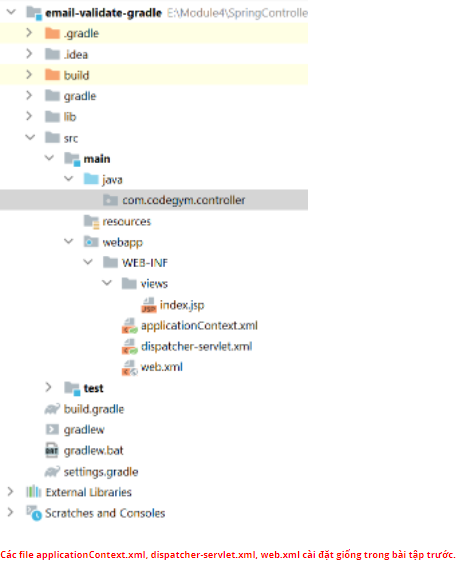 email-validate-gradle E:\Module4\SpringControlle
.gradle
.idea
build
gradle
lib
src
main
java
com.codegym.controller
resources
webapp
WEB-INF
views
index.jsp
applicationContext.xml
dispatcher-servlet.xml
web.xml
test
build.gradle
gradlew
gradlew.bat
settings.gradle
External Libraries
Scratches and Consoles
Các file applicationContext.xml, dispatcher-servlet.xml, web.xml cài đặt giống trong bài tập trước.